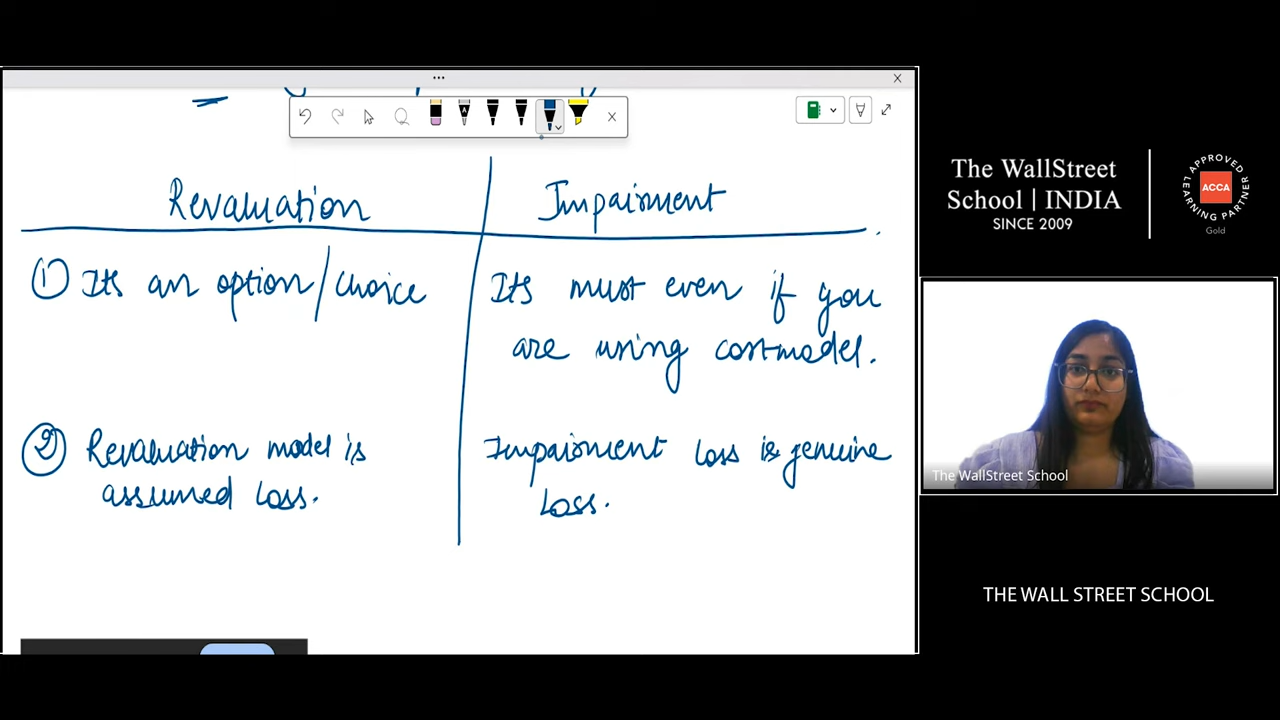 Revaluation
Impairment
① Its an option/choice
Its must even if you
are using costmodel.
② Revaluation model is
assumed loss.
Impairment loss is genuine
loss.
The WallStreet
School | INDIA
SINCE 2009
APPROVED
LEARNING PARTNER
ACCA
Gold
The WallStreet School
THE WALL STREET SCHOOL